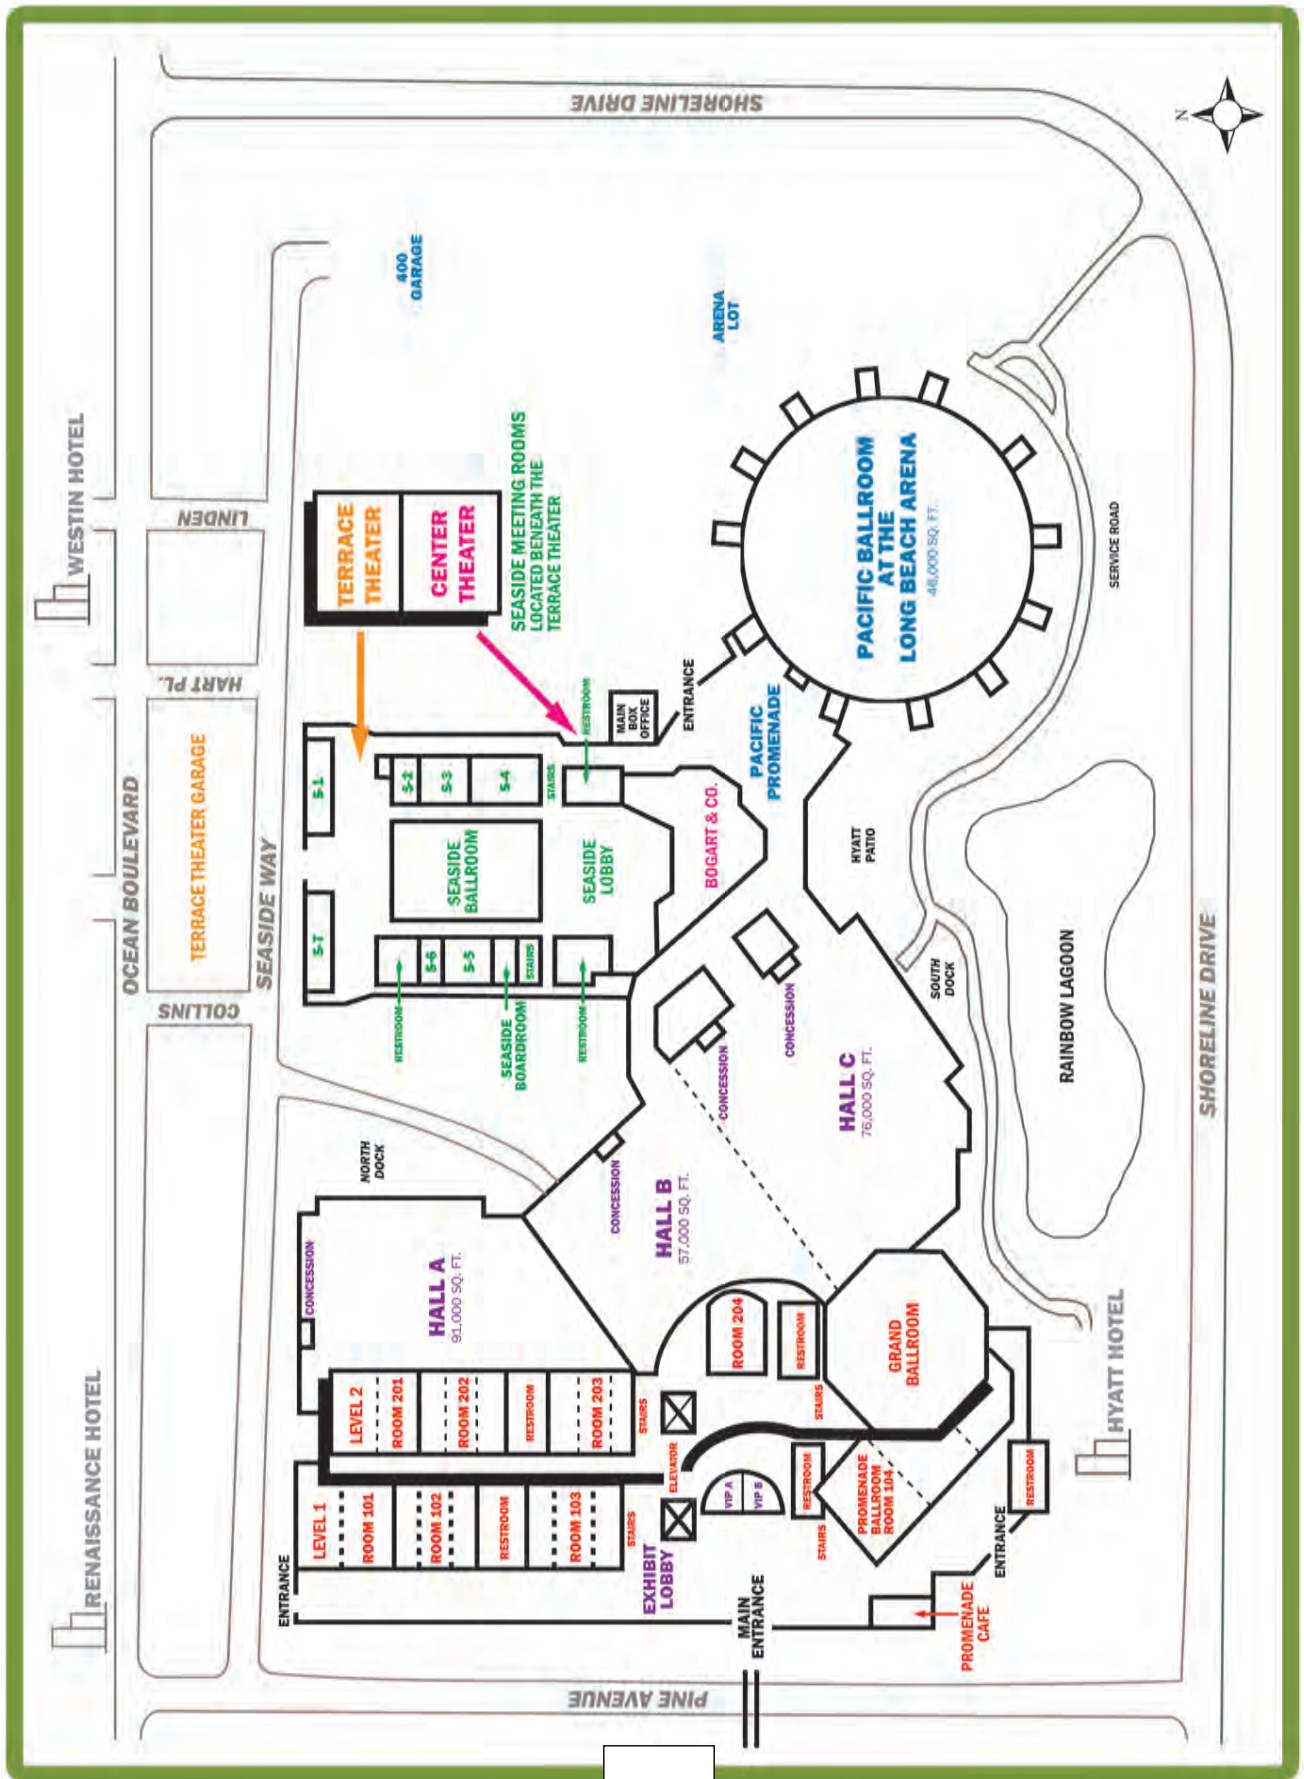 RENAISSANCE HOTEL
WESTIN HOTEL
OCEAN BOULEVARD
COLLINS
TERRACE THEATER GARAGE
HART PL.
LINDEN
SEASIDE WAY
SHORELINE DRIVE
N
400
GARAGE
ARENA
LOT
TERRACE
THEATER
CENTER
THEATER
SEASIDE MEETING ROOMS
LOCATED BENEATH THE
TERRACE THEATER
S-1
S-7
S-2
S-3
S-4
STAIRS
RESTROOM
MAIN
BOX
OFFICE
ENTRANCE
SEASIDE
BALLROOM
SEASIDE
LOBBY
S-6
S-5
STAIRS
RESTROOM
SEASIDE
BOARDROOM
RESTROOM
BOGART & CO.
PACIFIC
PROMENADE
PACIFIC BALLROOM
AT THE
LONG BEACH ARENA
46,000 SQ. FT.
SERVICE ROAD
HYATT
PATIO
SOUTH
DOCK
RAINBOW LAGOON
SHORELINE DRIVE
NORTH
DOCK
CONCESSION
HALL A
91,000 SQ. FT.
CONCESSION
HALL B
57,000 SQ. FT.
CONCESSION
CONCESSION
HALL C
76,000 SQ. FT.
LEVEL 2
ROOM 201
ROOM 202
RESTROOM
ROOM 203
STAIRS
ROOM 204
RESTROOM
STAIRS
GRAND
BALLROOM
HYATT HOTEL
ENTRANCE
LEVEL 1
ROOM 101
ROOM 102
RESTROOM
ROOM 103
STAIRS
ELEVATOR
VIP A
VIP B
RESTROOM
STAIRS
PROMENADE
BALLROOM
ROOM 104
RESTROOM
ENTRANCE
EXHIBIT
LOBBY
MAIN
ENTRANCE
PROMENADE
CAFE
PINE AVENUE